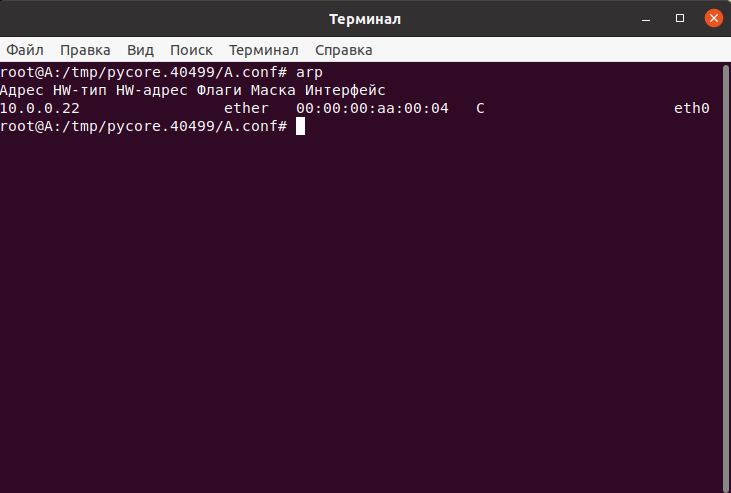 Терминал
Файл Правка Вид Поиск Терминал Справка
root@A:/tmp/pycore.40499/A.conf# arp
Адрес HW-тип HW-адрес Флаги Маска Интерфейс
10.0.0.22 ether 00:00:00:aa:00:04 C eth0
root@A:/tmp/pycore.40499/A.conf#